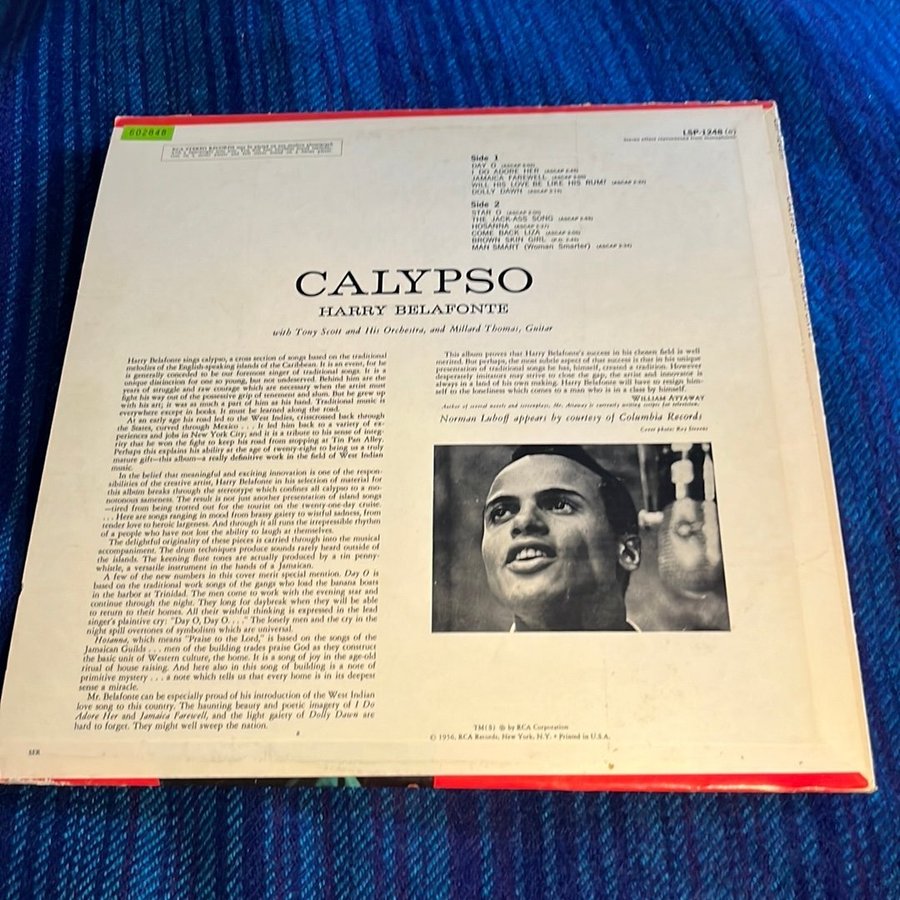 602848
LSP-1248 (e)
Stereo effect reprocessed from monophonic
Side 1
DAY O
I DO ADORE HER
JAMAICA FAREWELL
WILL HIS LOVE BE LIKE HIS RUM?
DOLLY DAWN
Side 2
STAR O
THE JACK-ASS SONG
HOSANNA
COME BACK LIZA
BROWN SKIN GIRL
MAN SMART (Woman Smarter)
CALYPSO
HARRY BELAFONTE
with Tony Scott and His Orchestra, and Millard Thomas, Guitar
Harry Belafonte sings calypso, a cross section of songs based on the traditional
melodies of the English-speaking islands of the Caribbean. It is an event, for he
is generally conceded to be our foremost singer of traditional songs. It is a
unique distinction for one so young, but not undeserved. Behind him are the
years of struggle and raw courage which are necessary when the artist must
fight his way out of the possessive grip of tenement and slum. But he grew up
with his art; it was as much a part of him as his hand. Traditional music is
everywhere except in books. It must be learned along the road.
At an early age his road led to the West Indies, crisscrossed back through
the States, curved through Mexico . . . It led him back to a variety of ex-
periences and jobs in New York City; and it is a tribute to his sense of integ-
rity that he won the fight to keep his road from stopping at Tin Pan Alley.
Perhaps this explains his ability at the age of twenty-eight to bring us a truly
mature gift—this album—a really definitive work in the field of West Indian
music.
In the belief that meaningful and exciting innovation is one of the respon-
sibilities of the creative artist, Harry Belafonte in his selection of material for
this album breaks through the stereotype which confines all calypso to a mo-
notonous sameness. The result is not just another presentation of island songs
—tired from being trotted out for the tourist on the twenty-one-day cruise.
. . . Here are songs ranging in mood from brassy gaiety to wistful sadness, from
tender love to heroic largeness. And through it all runs the irrepressible rhythm
of a people who have not lost the ability to laugh at themselves.
The delightful originality of these pieces is carried through into the musical
accompaniment. The drum techniques produce sounds rarely heard outside of
the islands. The keening flute tones are actually produced by a tin penny-
whistle, a versatile instrument in the hands of a Jamaican.
A few of the new numbers in this cover merit special mention. Day O is
based on the traditional work songs of the gangs who load the banana boats
in the harbor at Trinidad. The men come to work with the evening star and
continue through the night. They long for daybreak when they will be able
to return to their homes. All their wishful thinking is expressed in the lead
singer's plaintive cry: "Day O, Day O. . . ." The lonely men and the cry in the
night spill overtones of symbolism which are universal.
Hosanna, which means "Praise to the Lord," is based on the songs of the
Jamaican Guilds . . . men of the building trades praise God as they construct
the basic unit of Western culture, the home. It is a song of joy in the age-old
ritual of house raising. And here also in this song of building is a note of
primitive mystery . . . a note which tells us that every home is in its deepest
sense a miracle.
Mr. Belafonte can be especially proud of his introduction of the West Indian
love song to this country. The haunting beauty and poetic imagery of I Do
Adore Her and Jamaica Farewell, and the light gaiety of Dolly Dawn are
hard to forget. They might well sweep the nation.
This album proves that Harry Belafonte's success in his chosen field is well
merited. But perhaps, the most subtle aspect of that success is that in his unique
presentation of traditional songs he has, himself, created a tradition. However
desperately imitators may strive to close the gap, the artist and innovator is
always in a land of his own making. Harry Belafonte will have to resign him-
self to the loneliness which comes to a man who is in a class by himself.
WILLIAM ATTAWAY
Author of several novels and screenplays, Mr. Attaway is currently writing scripts for television.
Norman Luboff appears by courtesy of Columbia Records
Cover photo: Roy Stevens
TM(S) ® by RCA Corporation
© 1956, RCA Records, New York, N.Y. • Printed in U.S.A.